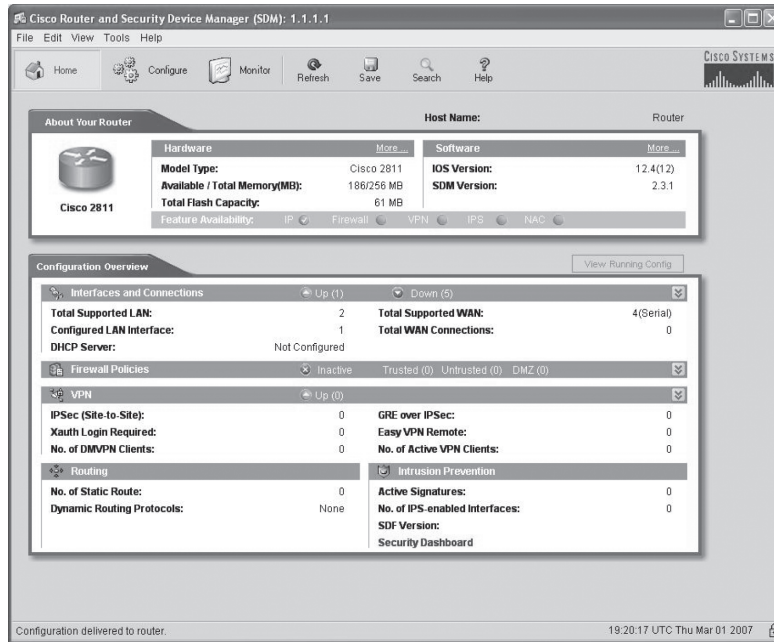 Cisco Router and Security Device Manager (SDM): 1.1.1.1
File Edit View Tools Help
Home Configure Monitor Refresh Save Search Help
CISCO SYSTEMS
About Your Router
Host Name: Router
Cisco 2811
Hardware More ...
Model Type: Cisco 2811
Available / Total Memory(MB): 186/256 MB
Total Flash Capacity: 61 MB
Software More ...
IOS Version: 12.4(12)
SDM Version: 2.3.1
Feature Availability: IP Firewall VPN IPS NAC
Configuration Overview
View Running Config
Interfaces and Connections Up (1) Down (5)
Total Supported LAN: 2
Total Supported WAN: 4(Serial)
Configured LAN Interface: 1
Total WAN Connections: 0
DHCP Server: Not Configured
Firewall Policies Inactive Trusted (0) Untrusted (0) DMZ (0)
VPN Up (0)
IPSec (Site-to-Site): 0
GRE over IPSec: 0
Xauth Login Required: 0
Easy VPN Remote: 0
No. of DMVPN Clients: 0
No. of Active VPN Clients: 0
Routing
No. of Static Route: 0
Dynamic Routing Protocols: None
Intrusion Prevention
Active Signatures: 0
No. of IPS-enabled Interfaces: 0
SDF Version:
Security Dashboard
Configuration delivered to router.
19:20:17 UTC Thu Mar 01 2007